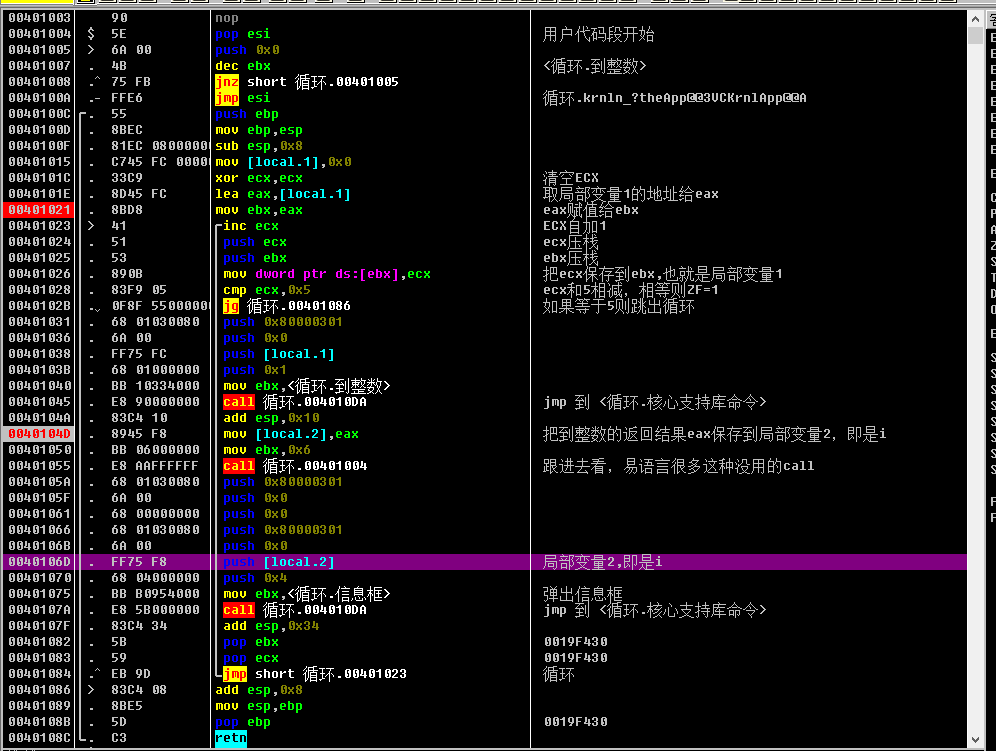 00401003 90 nop
00401004 $ 5E pop esi 用户代码段开始
00401005 > 6A 00 push 0x0
00401007 . 4B dec ebx <循环.到整数>
00401008 .^ 75 FB jnz short 循环.00401005
0040100A .- FFE6 jmp esi 循环.krnln_?theApp@@3VCKrnlApp@@A
0040100C . 55 push ebp
0040100D . 8BEC mov ebp,esp
0040100F . 81EC 08000000 sub esp,0x8
00401015 . C745 FC 0000 mov [local.1],0x0
0040101C . 33C9 xor ecx,ecx 清空ECX
0040101E . 8D45 FC lea eax,[local.1] 取局部变量1的地址给eax
00401021 . 8BD8 mov ebx,eax eax赋值给ebx
00401023 > 41 inc ecx ECX自加1
00401024 . 51 push ecx ecx压栈
00401025 . 53 push ebx ebx压栈
00401026 . 890B mov dword ptr ds:[ebx],ecx 把ecx保存到ebx,也就是局部变量1
00401028 . 83F9 05 cmp ecx,0x5 ecx和5相减，相等则ZF=1
0040102B .v 0F8F 5500000 jg 循环.00401086 如果等于5则跳出循环
00401031 . 68 01030080 push 0x80000301
00401036 . 6A 00 push 0x0
00401038 . FF75 FC push [local.1]
0040103B . 68 01000000 push 0x1
00401040 . BB 10334000 mov ebx,<循环.到整数>
00401045 . E8 90000000 call 循环.004010DA jmp 到 <循环.核心支持库命令>
0040104A . 83C4 10 add esp,0x10
0040104D . 8945 F8 mov [local.2],eax 把到整数的返回结果eax保存到局部变量2，即是i
00401050 . BB 06000000 mov ebx,0x6
00401055 . E8 AAFFFFFF call 循环.00401004 跟进去看，易语言很多这种没用的call
0040105A . 68 01030080 push 0x80000301
0040105F . 6A 00 push 0x0
00401061 . 68 00000000 push 0x0
00401066 . 68 01030080 push 0x80000301
0040106B . 6A 00 push 0x0
0040106D . FF75 F8 push [local.2] 局部变量2,即是i
00401070 . 68 04000000 push 0x4
00401075 . BB B0954000 mov ebx,<循环.信息框> 弹出信息框
0040107A . E8 5B000000 call 循环.004010DA jmp 到 <循环.核心支持库命令>
0040107F . 83C4 34 add esp,0x34
00401082 . 5B pop ebx 0019F430
00401083 . 59 pop ecx 0019F430
00401084 .^ EB 9D jmp short 循环.00401023 循环
00401086 > 83C4 08 add esp,0x8
00401089 . 8BE5 mov esp,ebp
0040108B . 5D pop ebp 0019F430
0040108C . C3 retn